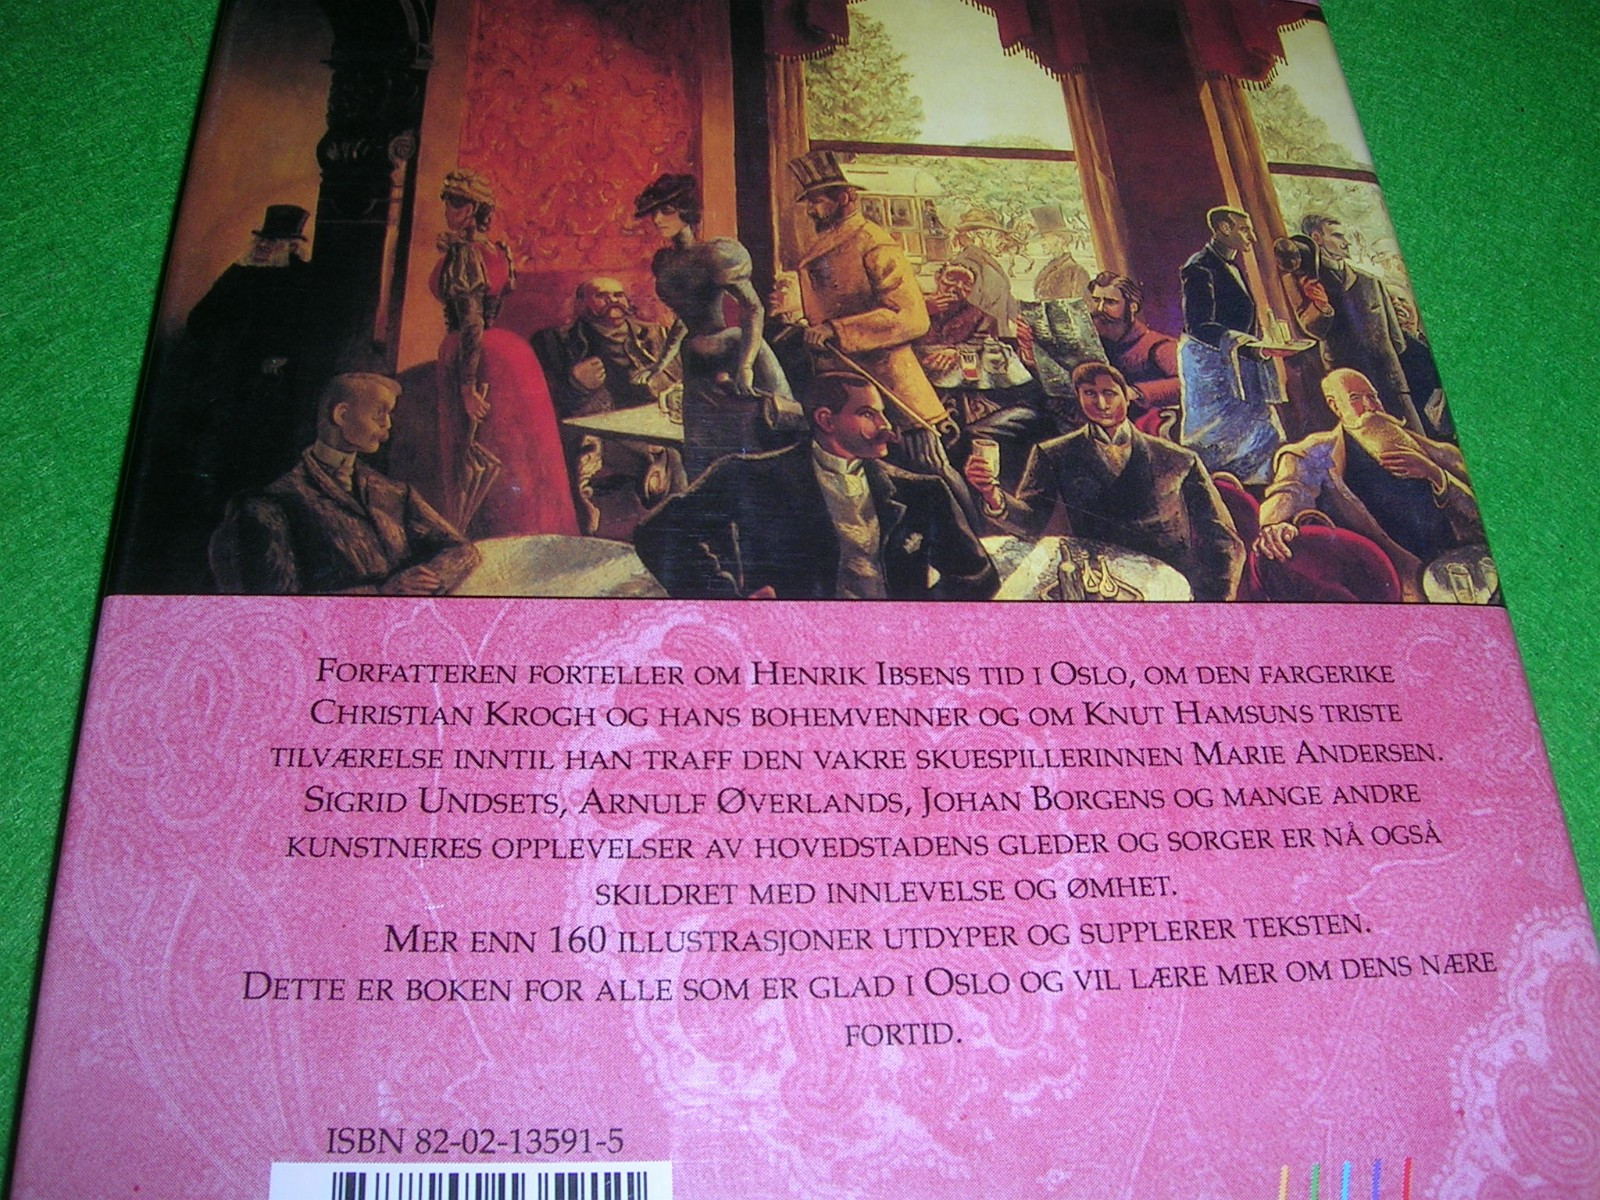 FORFATTEREN FORTELLER OM HENRIK IBSENS TID I OSLO, OM DEN FARGERIKE
CHRISTIAN KROGH OG HANS BOHEMVENNER OG OM KNUT HAMSUNS TRISTE
TILVÆRELSE INNTIL HAN TRAFF DEN VAKRE SKUESPILLERINNEN MARIE ANDERSEN.
SIGRID UNDSETS, ARNULF ØVERLANDS, JOHAN BORGENS OG MANGE ANDRE
KUNSTNERES OPPLEVELSER AV HOVEDSTADENS GLEDER OG SORGER ER NÅ OGSÅ
SKILDRET MED INNLEVELSE OG ØMHET.
MER ENN 160 ILLUSTRASJONER UTDYPER OG SUPPLERER TEKSTEN.
DETTE ER BOKEN FOR ALLE SOM ER GLAD I OSLO OG VIL LÆRE MER OM DENS NÆRE
FORTID.
ISBN 82-02-13591-5